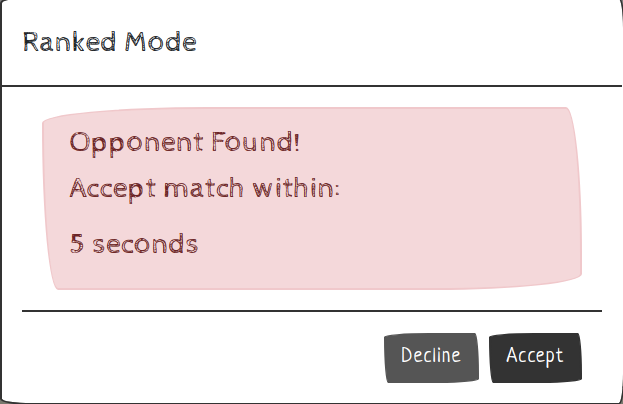 Ranked Mode
Opponent Found!
Accept match within:
5 seconds
Decline
Accept